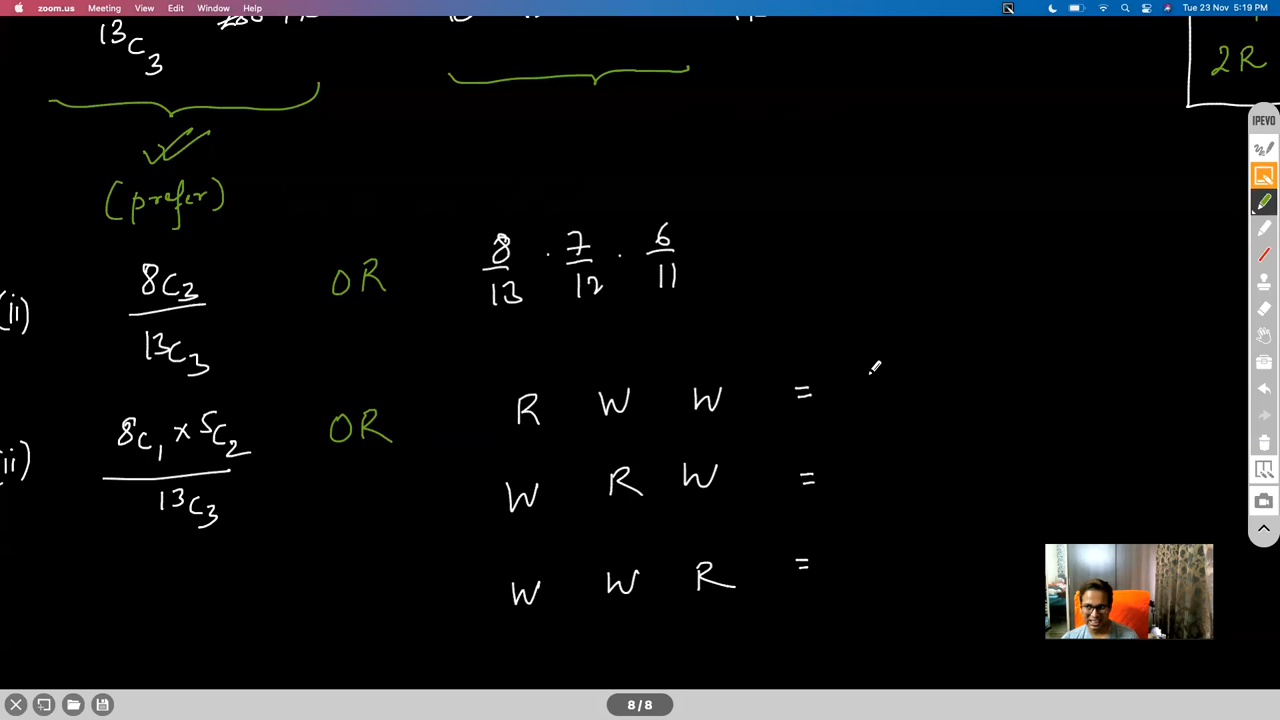 zoom.us Meeting View Edit Window Help Tue 23 Nov 5:19 PM
13C3
2R
IPEVO
(prefer)
(ii) 8C3 / 13C3 OR 8/13 · 7/12 · 6/11
ii) 8C1 × 5C2 / 13C3 OR R W W =
W R W =
W W R =
8 / 8